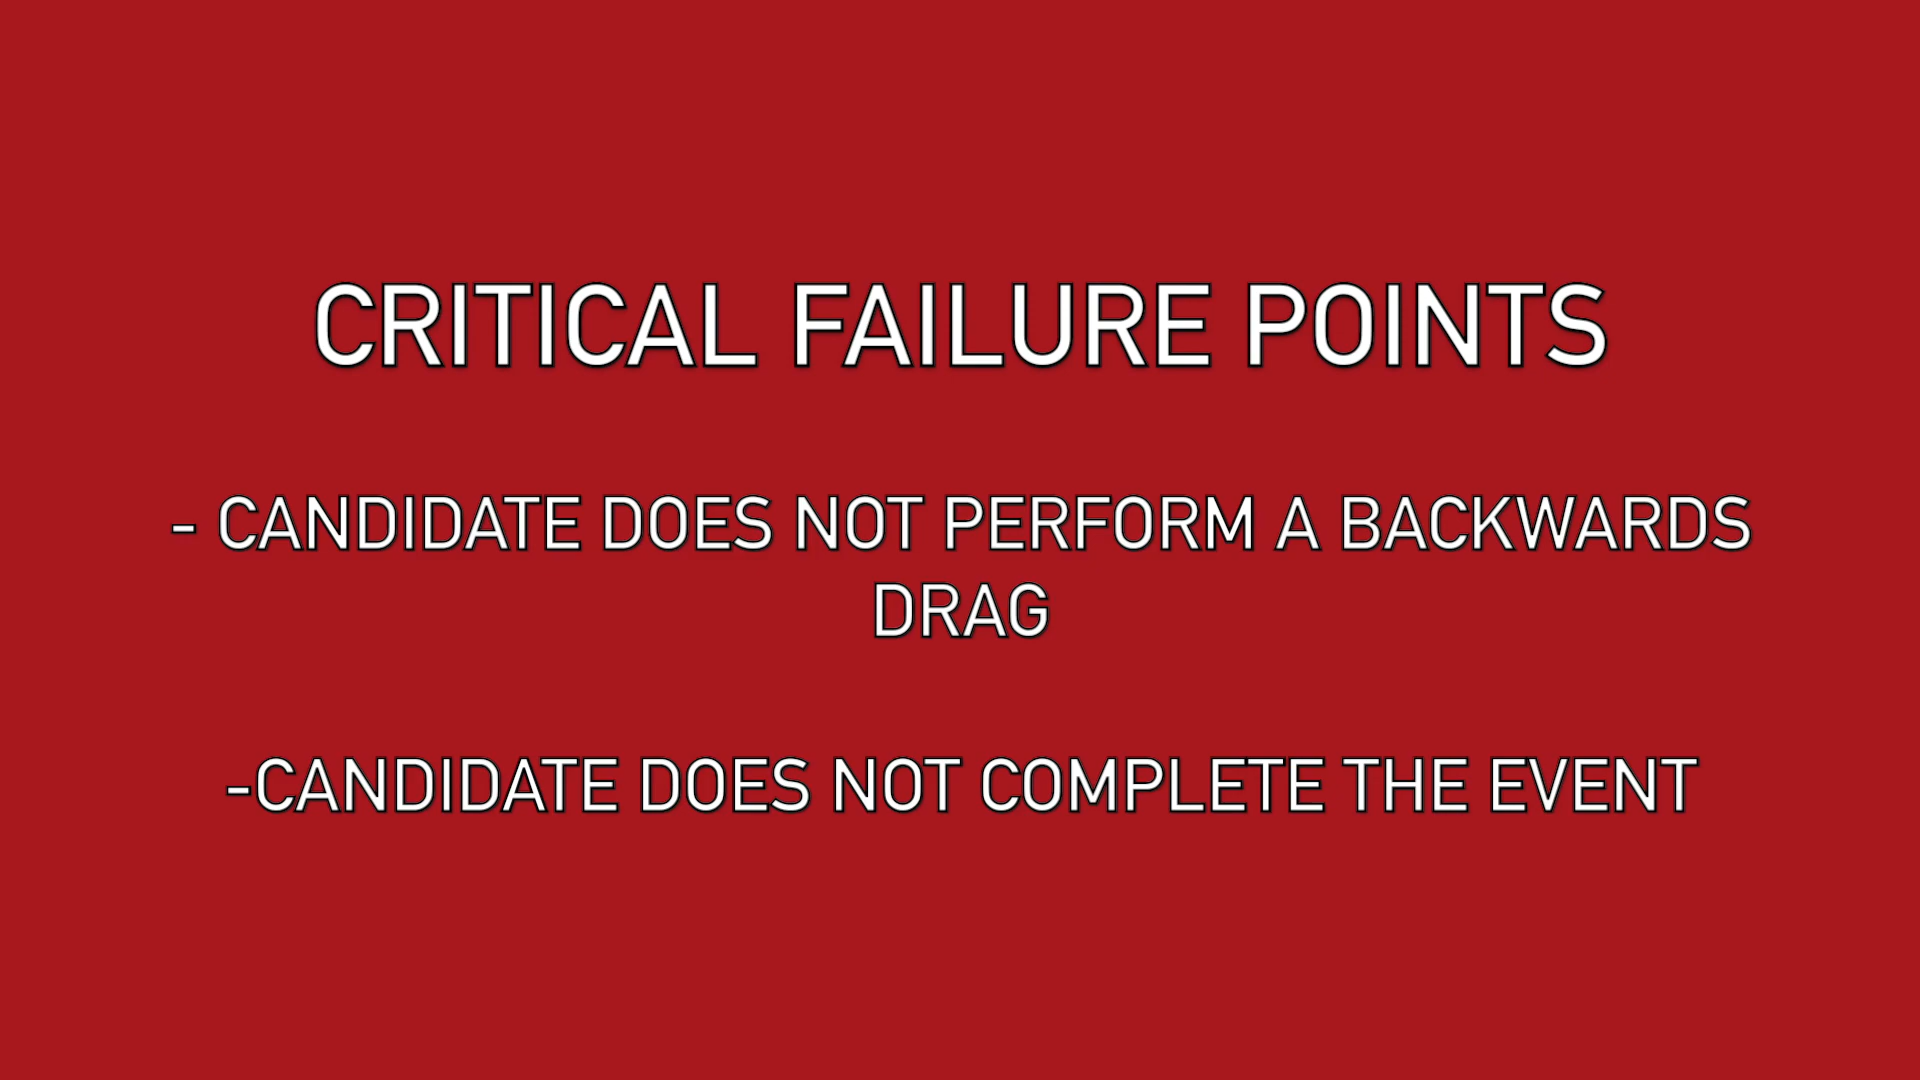 CRITICAL FAILURE POINTS
- CANDIDATE DOES NOT PERFORM A BACKWARDS
DRAG
-CANDIDATE DOES NOT COMPLETE THE EVENT